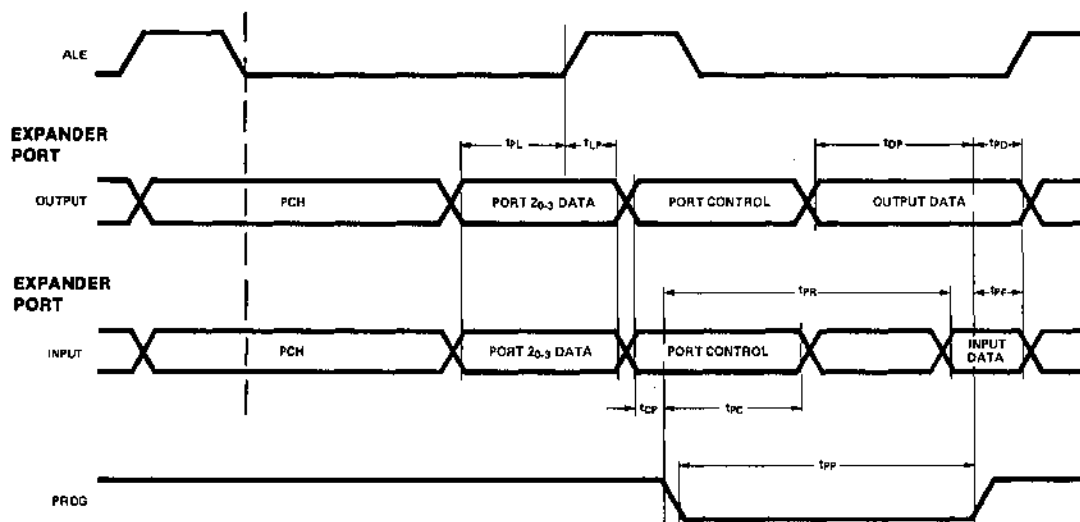 ALE
EXPANDER
PORT
tPL
tLP
tDP
tPD
OUTPUT
PCH
PORT 20-3 DATA
PORT CONTROL
OUTPUT DATA
EXPANDER
PORT
tPR
tPF
INPUT
PCH
PORT 20-3 DATA
PORT CONTROL
INPUT
DATA
tCP
tPC
tPP
PROG